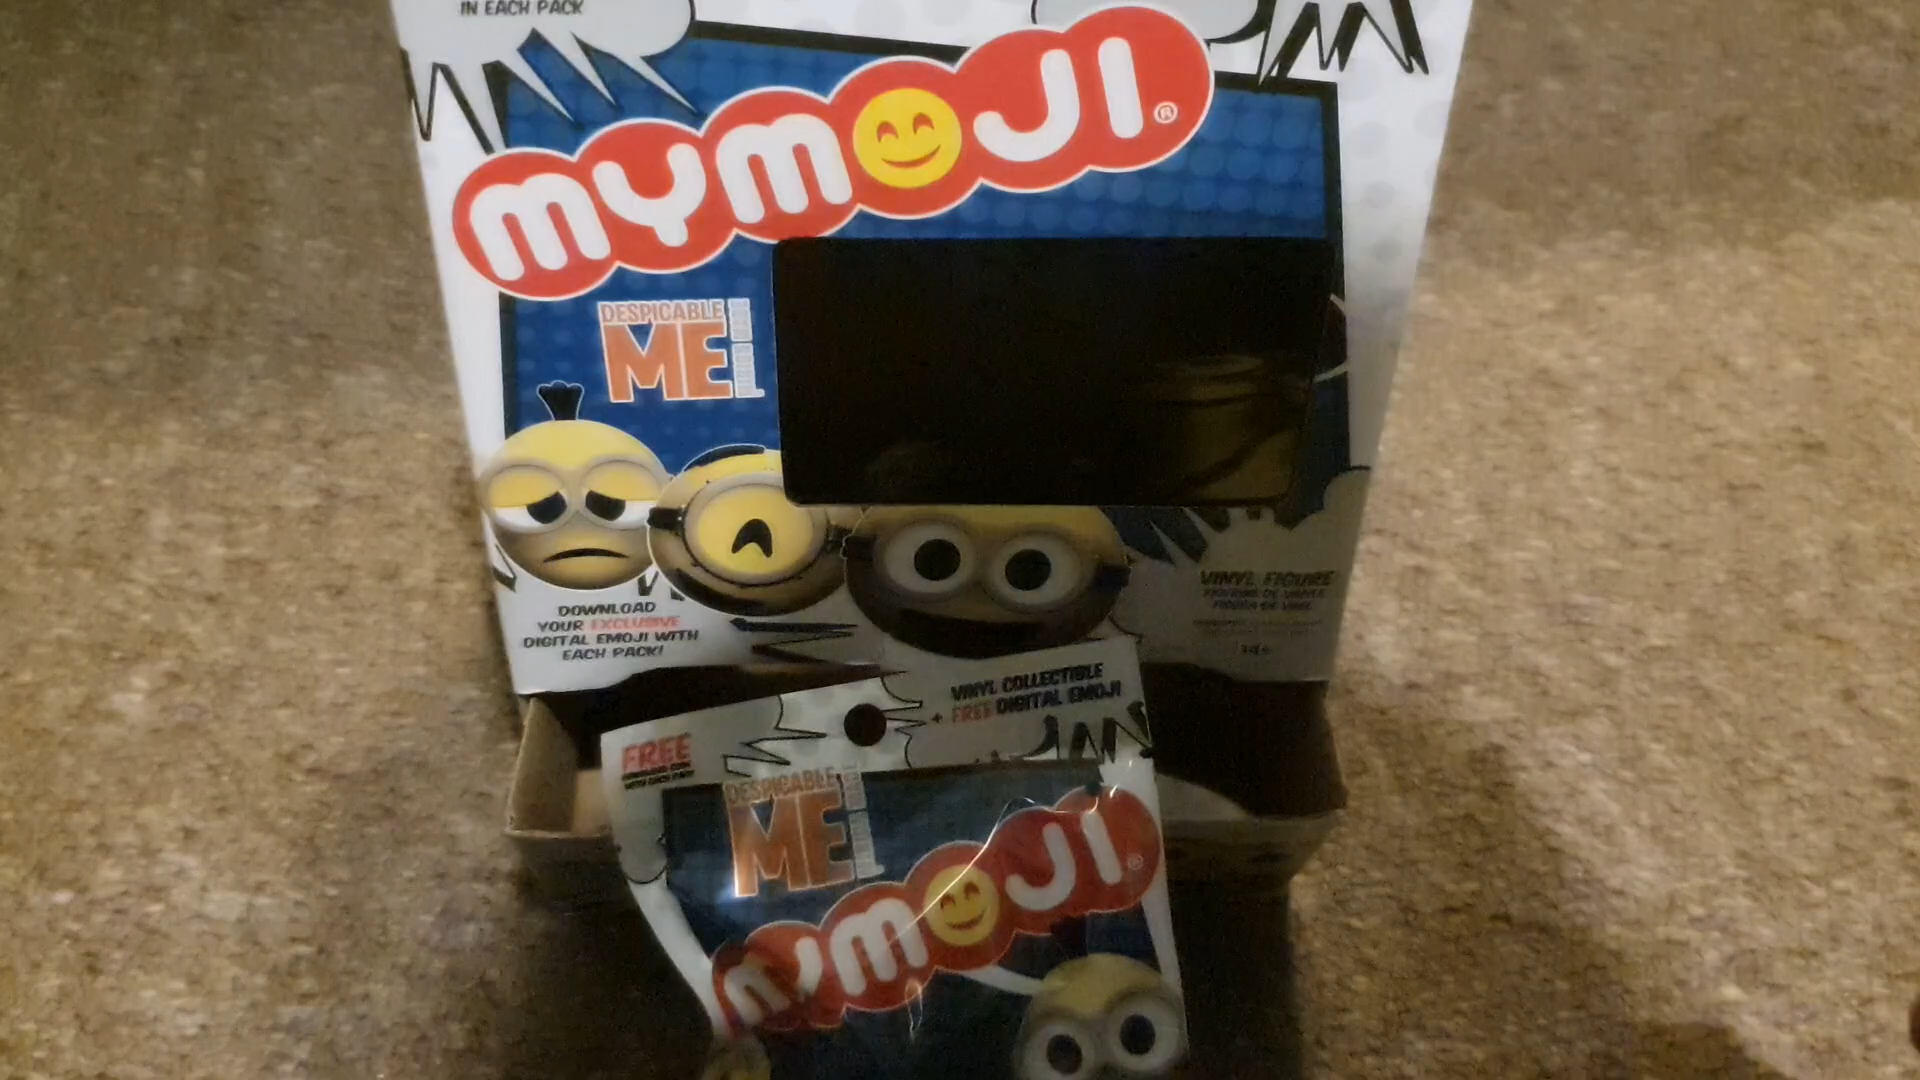 IN EACH PACK
MYMOJI®
DESPICABLE
ME
DOWNLOAD
YOUR EXCLUSIVE
DIGITAL EMOJI WITH
EACH PACK!
VINYL FIGURE
14+
VINYL COLLECTIBLE
+ FREE DIGITAL EMOJI
FREE
DESPICABLE
ME
MYMOJI®